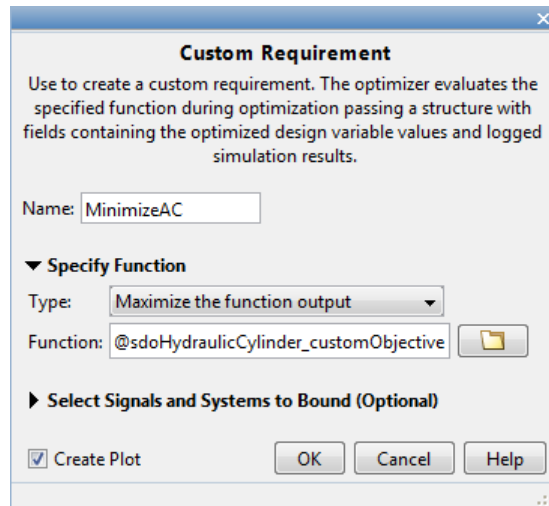 Custom Requirement
Use to create a custom requirement. The optimizer evaluates the
specified function during optimization passing a structure with
fields containing the optimized design variable values and logged
simulation results.
Name: MinimizeAC
Specify Function
Type: Maximize the function output
Function: @sdoHydraulicCylinder_customObjective
Select Signals and Systems to Bound (Optional)
Create Plot OK Cancel Help